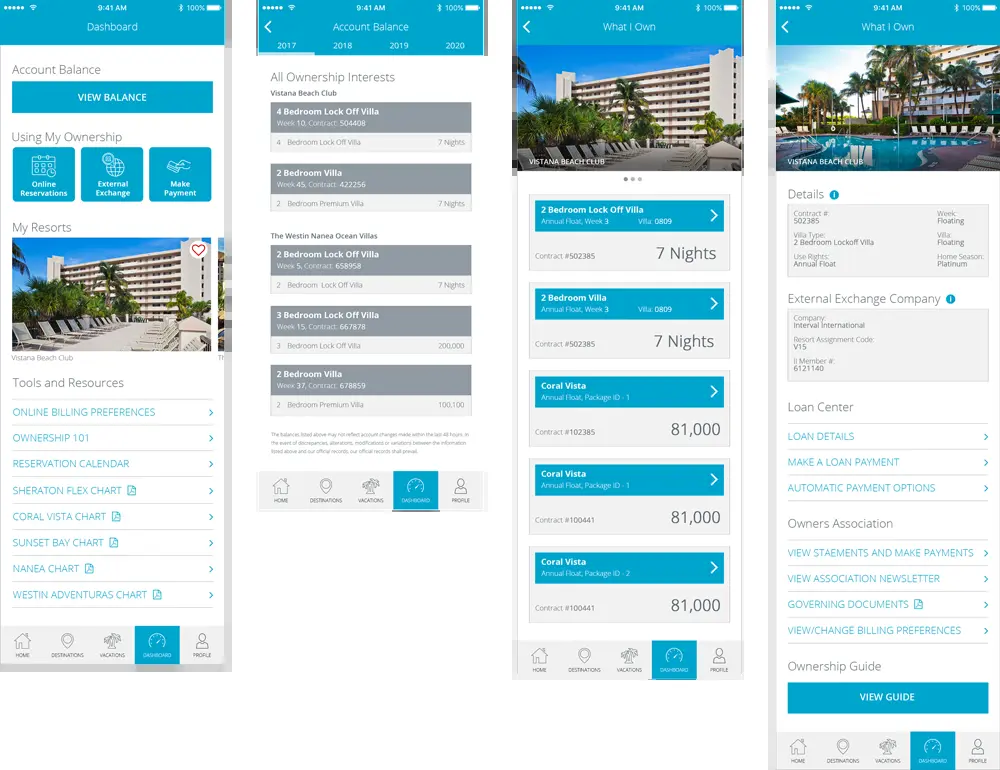 9:41 AM
100%
Dashboard
Account Balance
VIEW BALANCE
Using My Ownership
Online
Reservations
External
Exchange
Make
Payment
My Resorts
Vistana Beach Club
Tools and Resources
ONLINE BILLING PREFERENCES
OWNERSHIP 101
RESERVATION CALENDAR
SHERATON FLEX CHART
CORAL VISTA CHART
SUNSET BAY CHART
NANEA CHART
WESTIN ADVENTURAS CHART
HOME DESTINATIONS VACATIONS DASHBOARD PROFILE
9:41 AM
100%
Account Balance
2017 2018 2019 2020
All Ownership Interests
Vistana Beach Club
4 Bedroom Lock Off Villa
Week 10, Contract: 504408
4 Bedroom Lock Off Villa 7 Nights
2 Bedroom Villa
Week 45, Contract: 422256
2 Bedroom Premium Villa 7 Nights
The Westin Nanea Ocean Villas
2 Bedroom Lock Off Villa
Week 5, Contract: 658958
2 Bedroom Lock Off Villa 7 Nights
3 Bedroom Lock Off Villa
Week 15, Contract: 667878
3 Bedroom Lock Off Villa 200,000
2 Bedroom Villa
Week 37, Contract: 678859
2 Bedroom Premium Villa 100,100
The balances listed above may not reflect account changes made within the last 48 hours. In
the event of discrepancies, alterations, modifications or variations between the information
listed above and our official records, our official records shall prevail.
HOME DESTINATIONS VACATIONS DASHBOARD PROFILE
9:41 AM
100%
What I Own
VISTANA BEACH CLUB
2 Bedroom Lock Off Villa
Annual Float, Week 3 Villa: 0809
Contract #502385 7 Nights
2 Bedroom Villa
Annual Float, Week 3 Villa: 0809
Contract #502385 7 Nights
Coral Vista
Annual Float, Package ID - 1
Contract #102385 81,000
Coral Vista
Annual Float, Package ID - 1
Contract #100441 81,000
Coral Vista
Annual Float, Package ID - 2
Contract #100441 81,000
HOME DESTINATIONS VACATIONS DASHBOARD PROFILE
9:41 AM
100%
What I Own
VISTANA BEACH CLUB
Details
Contract #: Week:
502385 Floating
Villa Type: Villa:
2 Bedroom Lockoff Villa Floating
Use Rights: Home Season:
Annual Float Platinum
External Exchange Company
Company:
Interval International
Resort Assignment Code:
V15
II Member #:
6121140
Loan Center
LOAN DETAILS
MAKE A LOAN PAYMENT
AUTOMATIC PAYMENT OPTIONS
Owners Association
VIEW STAEMENTS AND MAKE PAYMENTS
VIEW ASSOCIATION NEWSLETTER
GOVERNING DOCUMENTS
VIEW/CHANGE BILLING PREFERENCES
Ownership Guide
VIEW GUIDE
HOME DESTINATIONS VACATIONS DASHBOARD PROFILE